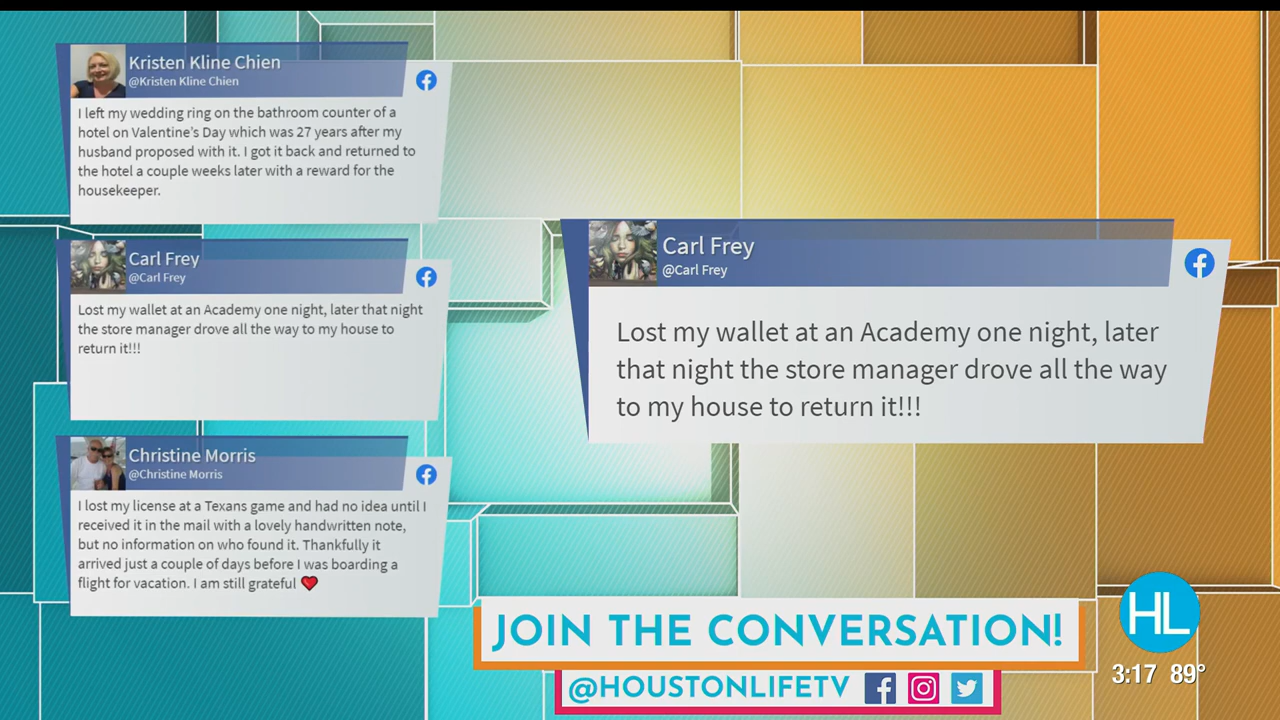 Kristen Kline Chien
@Kristen Kline Chien
I left my wedding ring on the bathroom counter of a
hotel on Valentine's Day which was 27 years after my
husband proposed with it. I got it back and returned to
the hotel a couple weeks later with a reward for the
housekeeper.
Carl Frey
@Carl Frey
Lost my wallet at an Academy one night, later that night
the store manager drove all the way to my house to
return it!!!
Christine Morris
@Christine Morris
I lost my license at a Texans game and had no idea until I
received it in the mail with a lovely handwritten note,
but no information on who found it. Thankfully it
arrived just a couple of days before I was boarding a
flight for vacation. I am still grateful ❤️
Carl Frey
@Carl Frey
Lost my wallet at an Academy one night, later
that night the store manager drove all the way
to my house to return it!!!
JOIN THE CONVERSATION!
@HOUSTONLIFETV
HL
3:17 89°